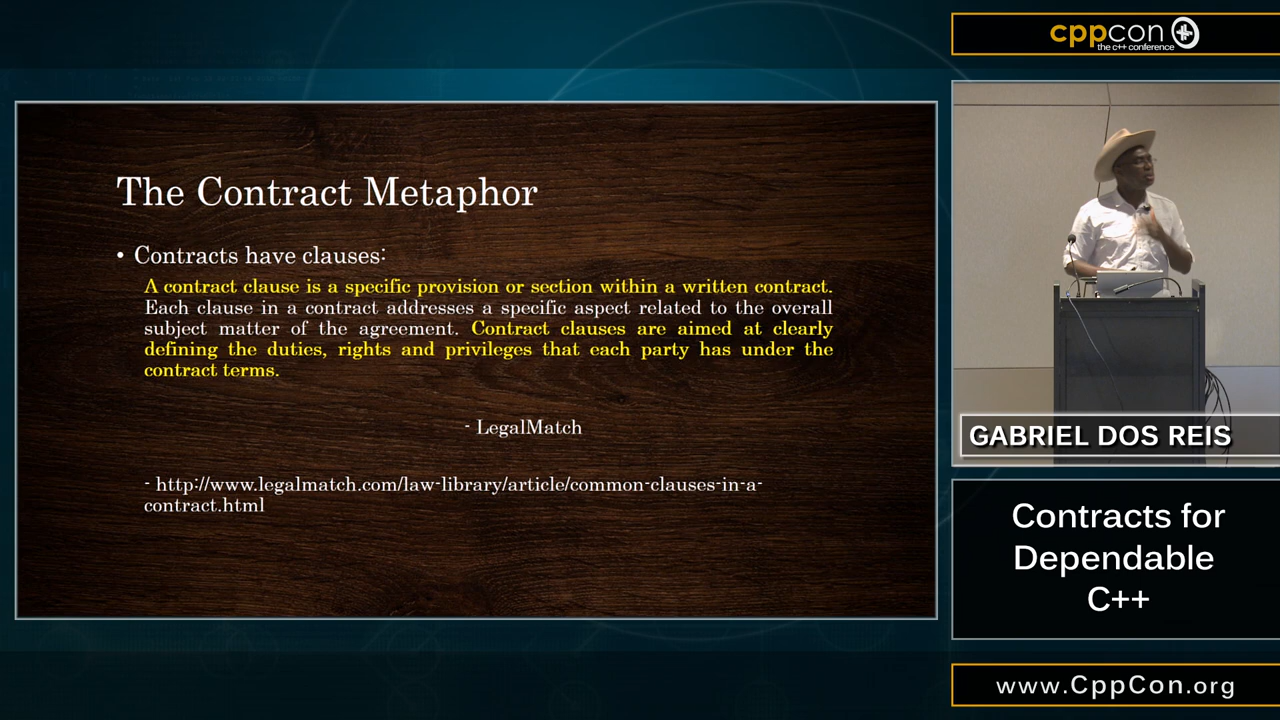 The Contract Metaphor
• Contracts have clauses:
A contract clause is a specific provision or section within a written contract.
Each clause in a contract addresses a specific aspect related to the overall
subject matter of the agreement. Contract clauses are aimed at clearly
defining the duties, rights and privileges that each party has under the
contract terms.
- LegalMatch
- http://www.legalmatch.com/law-library/article/common-clauses-in-a-
contract.html
cppcon
the c++ conference
GABRIEL DOS REIS
Contracts for
Dependable
C++
www.CppCon.org